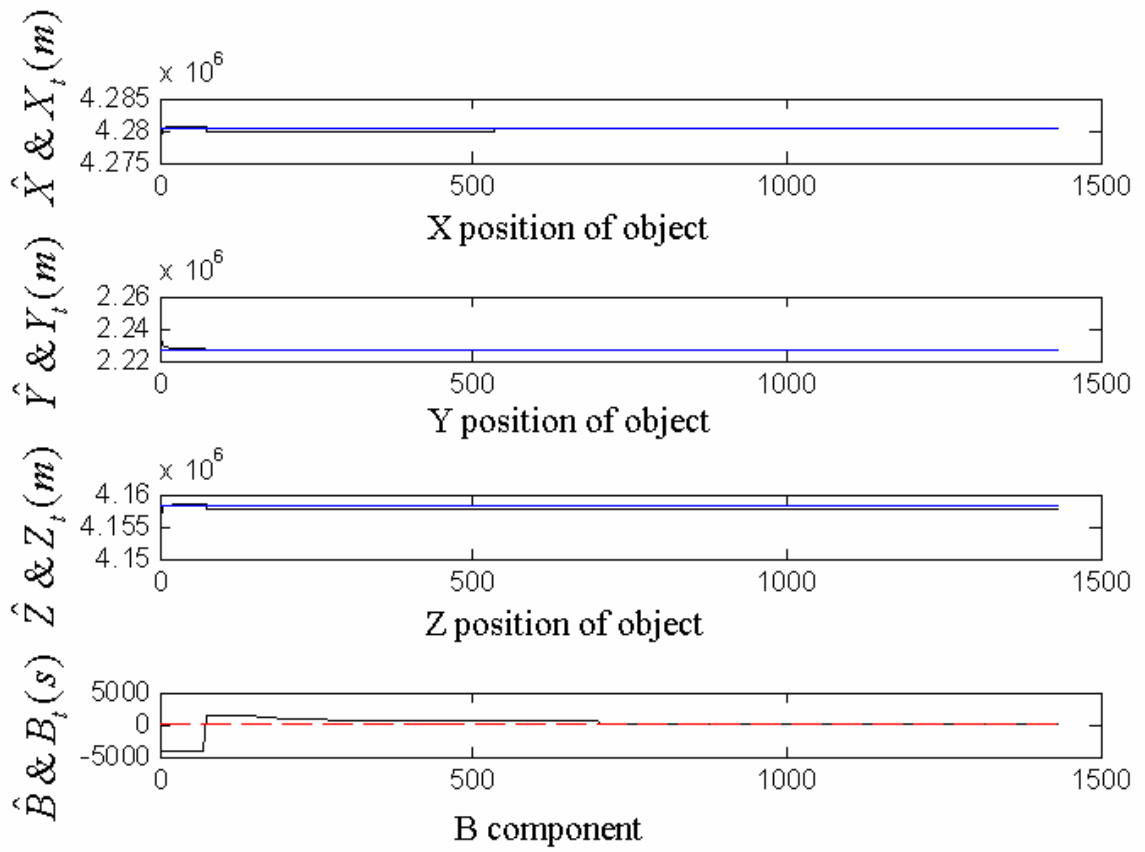 x 10^6
X̂ & X_t (m)
4.285
4.28
4.275
0 500 1000 1500
X position of object
x 10^6
Ŷ & Y_t (m)
2.26
2.24
2.22
0 500 1000 1500
Y position of object
x 10^6
Ẑ & Z_t (m)
4.16
4.155
4.15
0 500 1000 1500
Z position of object
B̂ & B_t (s)
5000
0
-5000
0 500 1000 1500
B component